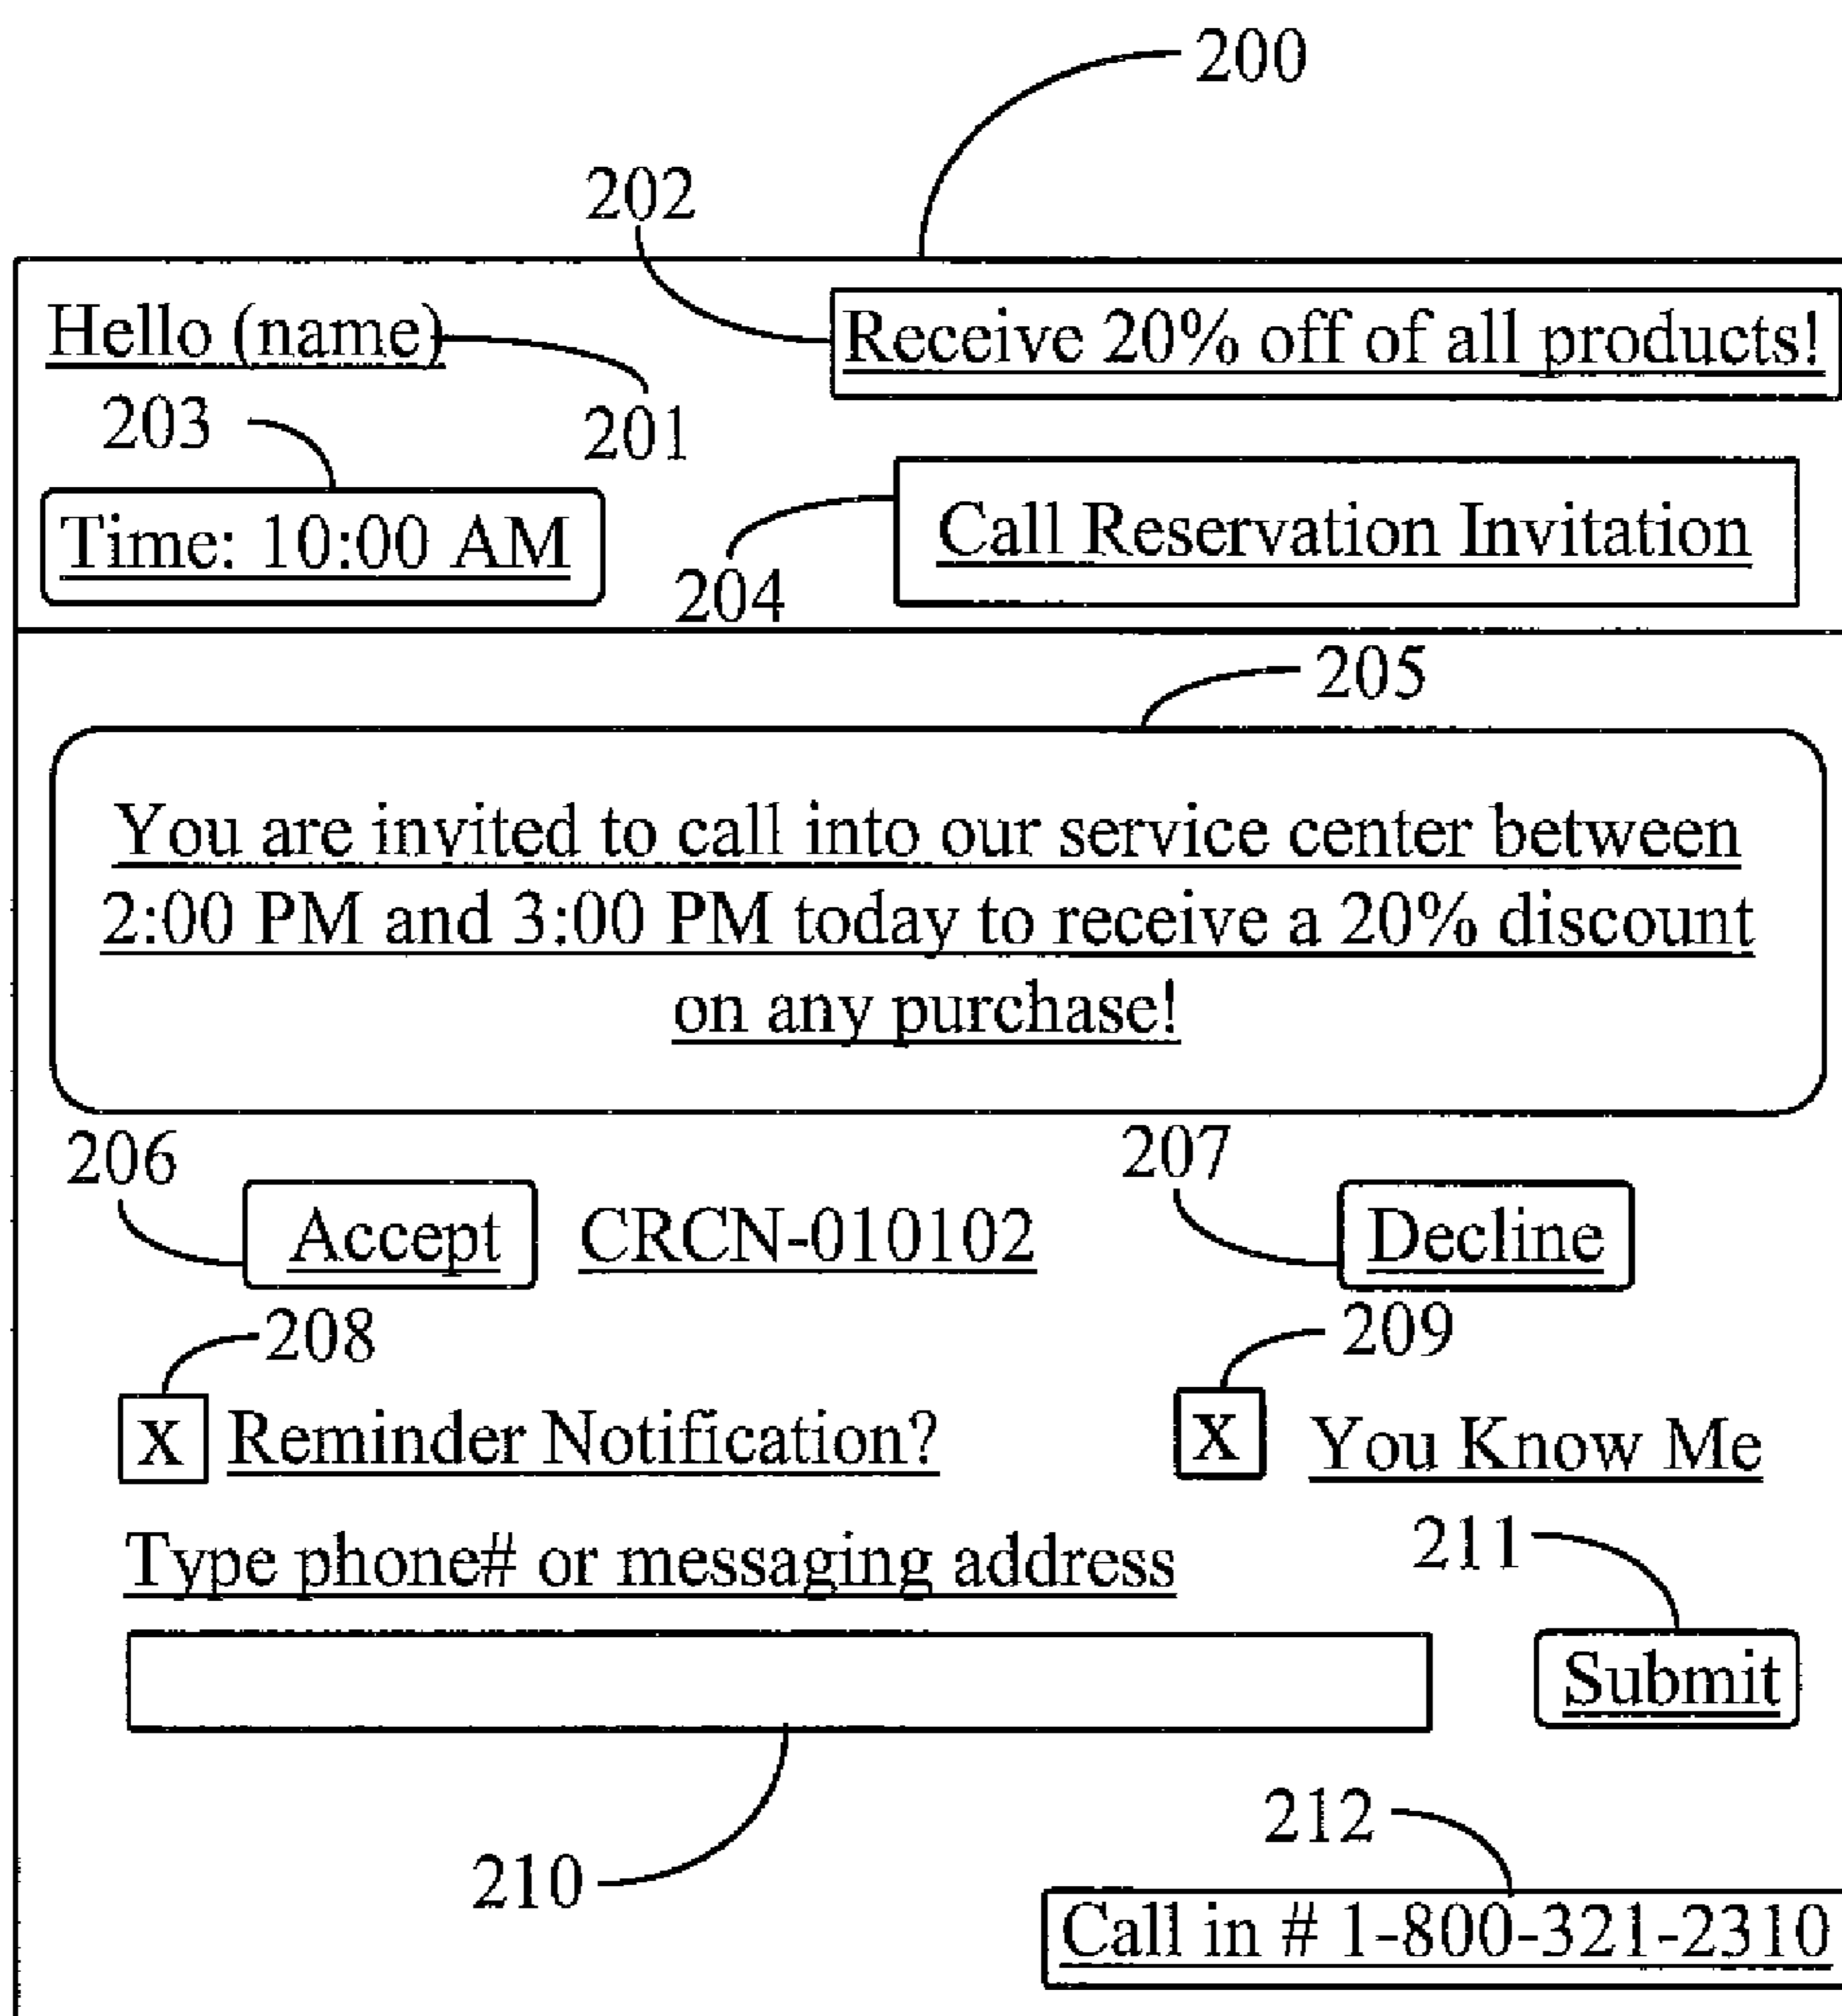 200
202
Hello (name)
Receive 20% off of all products!
203
201
Time: 10:00 AM
Call Reservation Invitation
204
205
You are invited to call into our service center between
2:00 PM and 3:00 PM today to receive a 20% discount
on any purchase!
206
207
Accept CRCN-010102
Decline
208
209
X Reminder Notification?
X You Know Me
Type phone# or messaging address
211
Submit
212
210
Call in # 1-800-321-2310